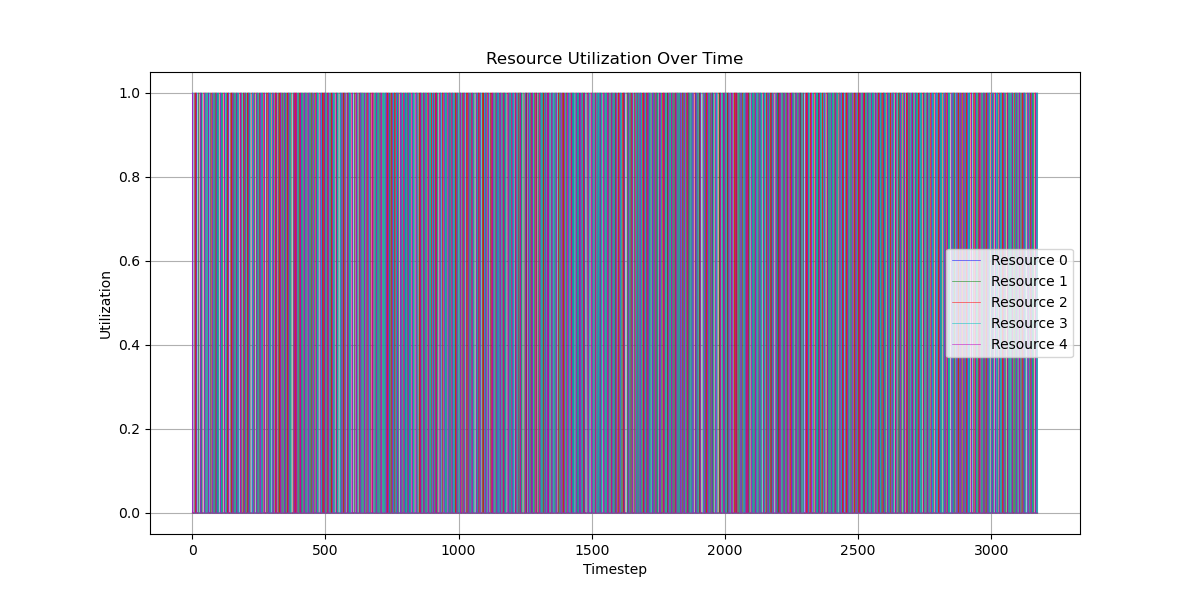 Resource Utilization Over Time
Utilization
1.0
0.8
0.6
0.4
0.2
0.0
Resource 0
Resource 1
Resource 2
Resource 3
Resource 4
0 500 1000 1500 2000 2500 3000
Timestep